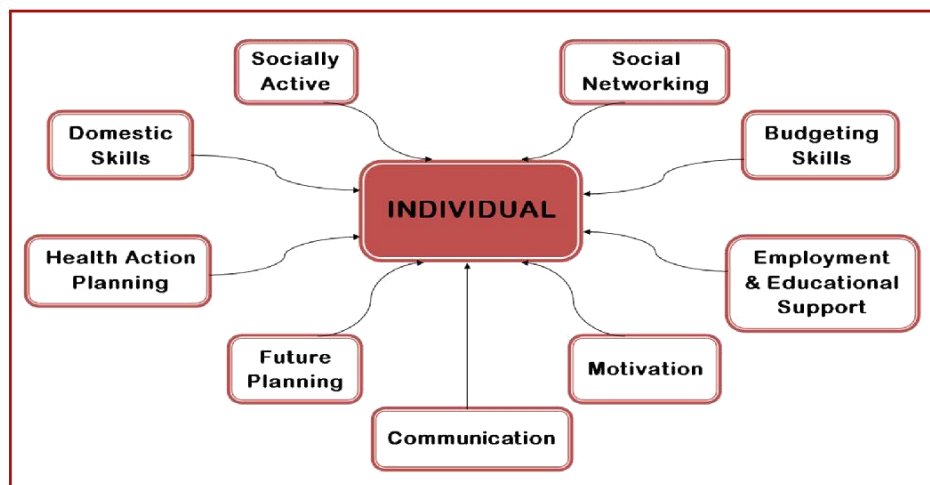 Socially
Active
Social
Networking
Domestic
Skills
Budgeting
Skills
INDIVIDUAL
Health Action
Planning
Employment
& Educational
Support
Future
Planning
Motivation
Communication